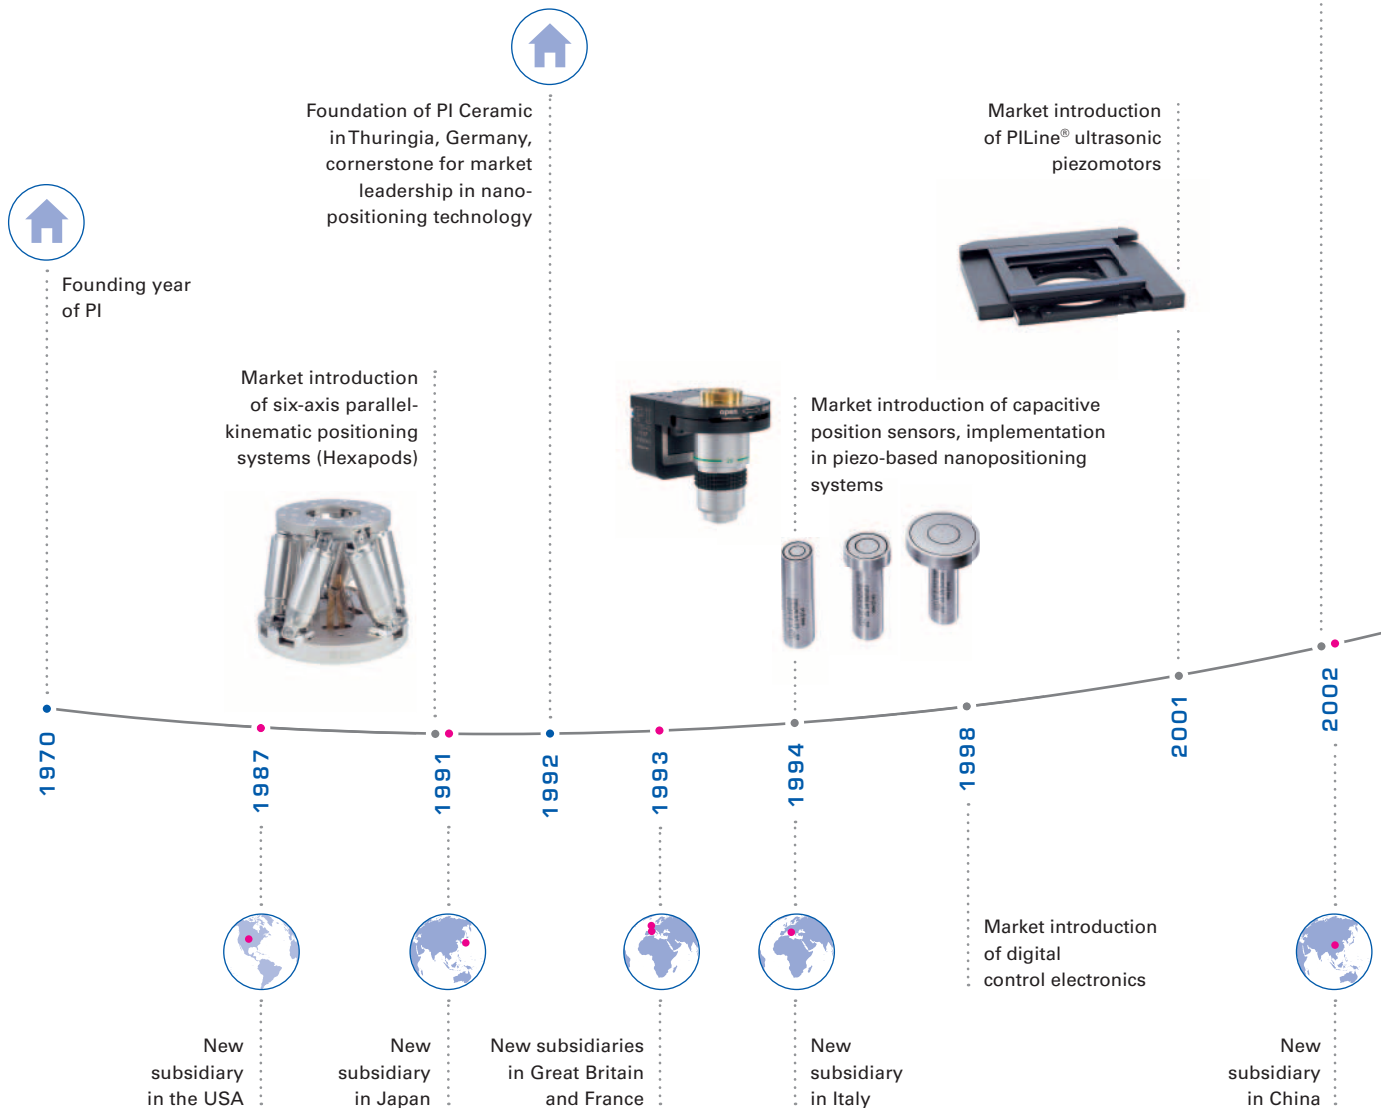 Foundation of PI Ceramic
in Thuringia, Germany,
cornerstone for market
leadership in nano-
positioning technology
Market introduction
of PILine® ultrasonic
piezomotors
Founding year
of PI
Market introduction
of six-axis parallel-
kinematic positioning
systems (Hexapods)
Market introduction of capacitive
position sensors, implementation
in piezo-based nanopositioning
systems
1970
1987
1991
1992
1993
1994
1998
2001
2002
Market introduction
of digital
control electronics
New
subsidiary
in the USA
New
subsidiary
in Japan
New subsidiaries
in Great Britain
and France
New
subsidiary
in Italy
New
subsidiary
in China